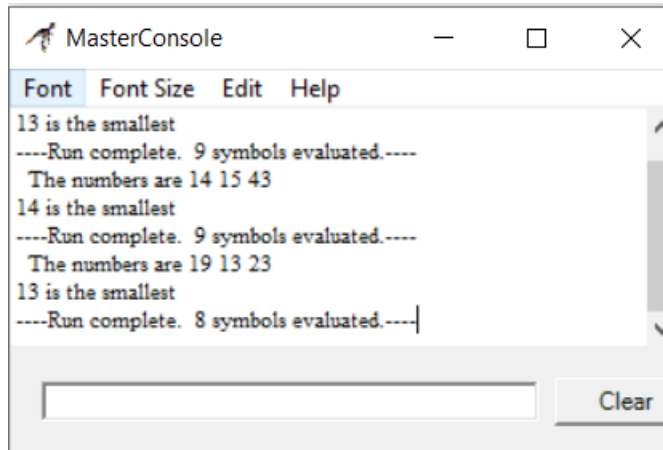 MasterConsole
Font Font Size Edit Help
13 is the smallest
----Run complete.  9 symbols evaluated.----
  The numbers are 14 15 43
14 is the smallest
----Run complete.  9 symbols evaluated.----
  The numbers are 19 13 23
13 is the smallest
----Run complete.  8 symbols evaluated.----
Clear